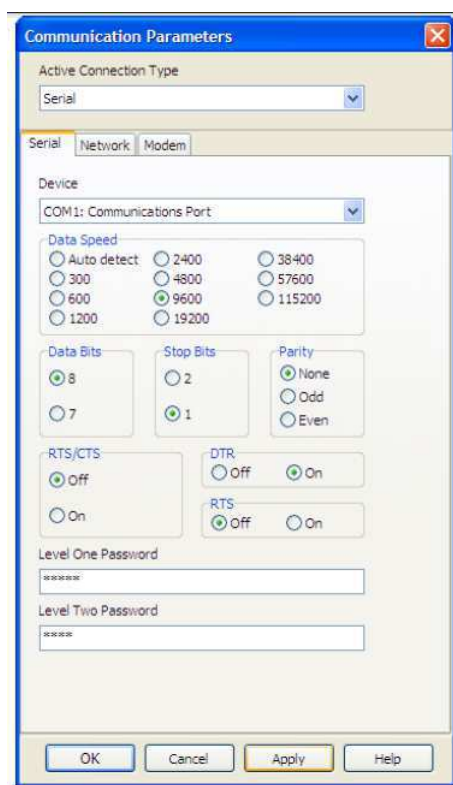 Communication Parameters
Active Connection Type
Serial
Serial Network Modem
Device
COM1: Communications Port
Data Speed
Auto detect 2400 38400
300 4800 57600
600 9600 115200
1200 19200
Data Bits Stop Bits Parity
8 2 None
7 1 Odd
Even
RTS/CTS DTR
Off Off On
On RTS
Off On
Level One Password
*****
Level Two Password
****
OK Cancel Apply Help